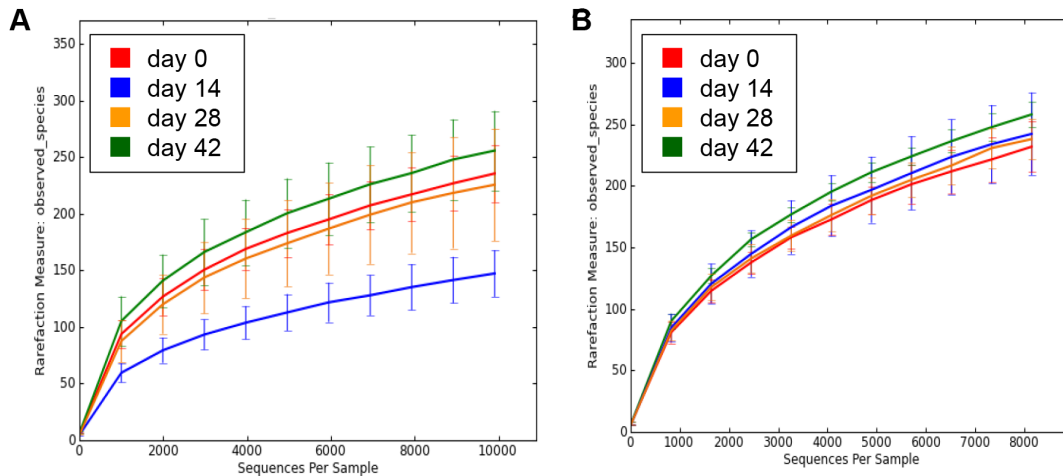 A
350
300
250
200
150
100
50
0
Rarefaction Measure: observed_species
day 0
day 14
day 28
day 42
0 2000 4000 6000 8000 10000
Sequences Per Sample
B
300
250
200
150
100
50
0
Rarefaction Measure: observed_species
day 0
day 14
day 28
day 42
0 1000 2000 3000 4000 5000 6000 7000 8000
Sequences Per Sample